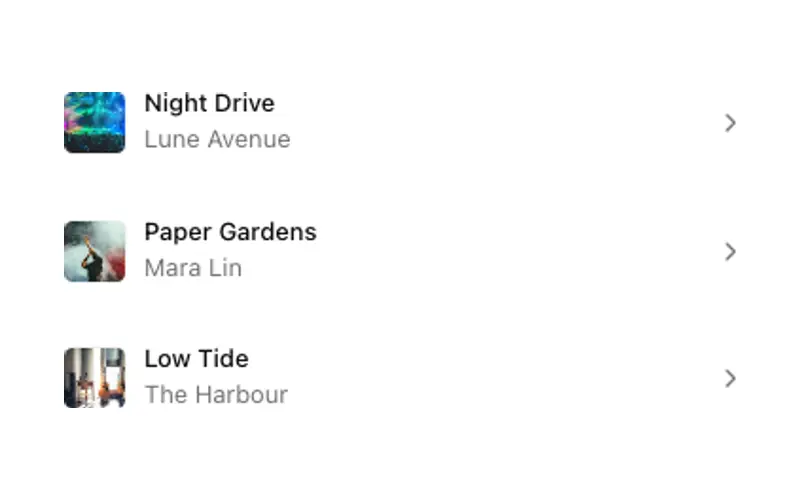 Night Drive
Lune Avenue
Paper Gardens
Mara Lin
Low Tide
The Harbour